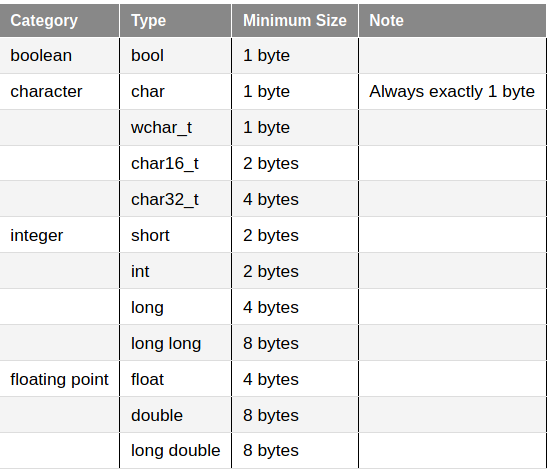 Category Type Minimum Size Note
boolean bool 1 byte
character char 1 byte Always exactly 1 byte
wchar_t 1 byte
char16_t 2 bytes
char32_t 4 bytes
integer short 2 bytes
int 2 bytes
long 4 bytes
long long 8 bytes
floating point float 4 bytes
double 8 bytes
long double 8 bytes